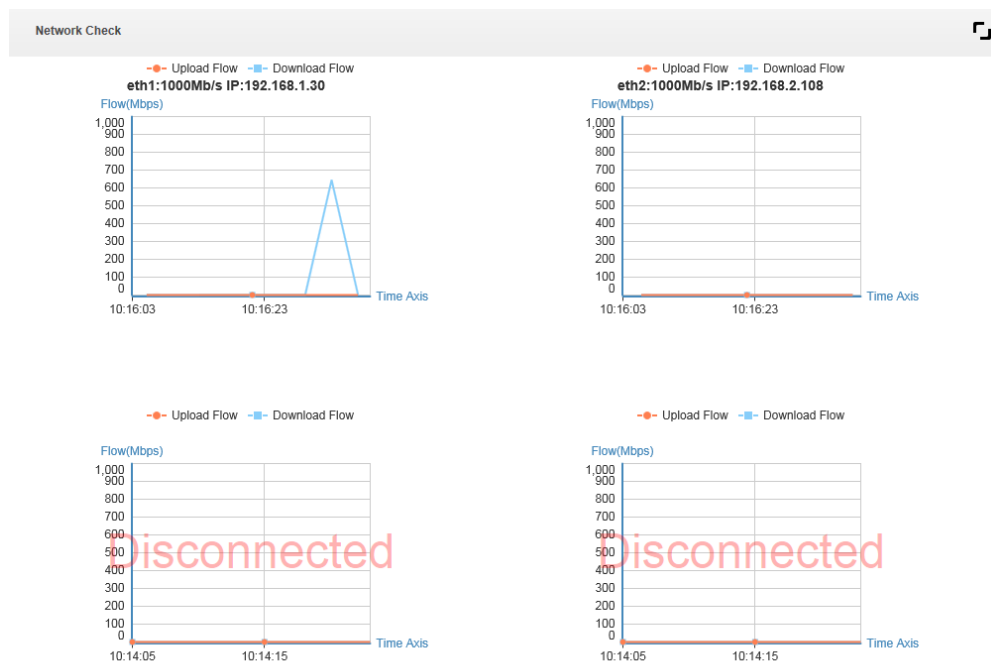 Network Check
Upload Flow Download Flow
eth1:1000Mb/s IP:192.168.1.30
Flow(Mbps)
1,000
900
800
700
600
500
400
300
200
100
0
Time Axis
10:16:03 10:16:23
Upload Flow Download Flow
eth2:1000Mb/s IP:192.168.2.108
Flow(Mbps)
1,000
900
800
700
600
500
400
300
200
100
0
Time Axis
10:16:03 10:16:23
Upload Flow Download Flow
Flow(Mbps)
1,000
900
800
700
600
Disconnected
500
400
300
200
100
0
Time Axis
10:14:05 10:14:15
Upload Flow Download Flow
Flow(Mbps)
1,000
900
800
700
600
Disconnected
500
400
300
200
100
0
Time Axis
10:14:05 10:14:15